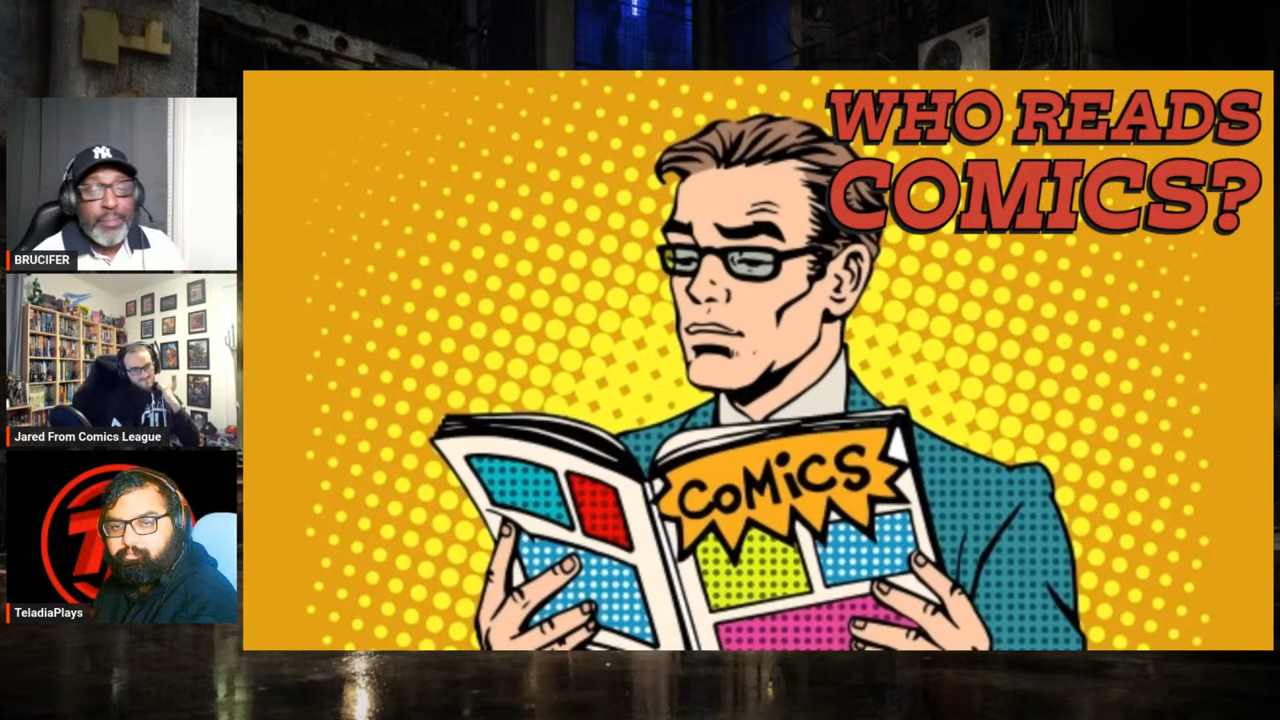 WHO READS
COMICS?
BRUCIFER
Jared From Comics League
TeladiaPlays
COMiCS